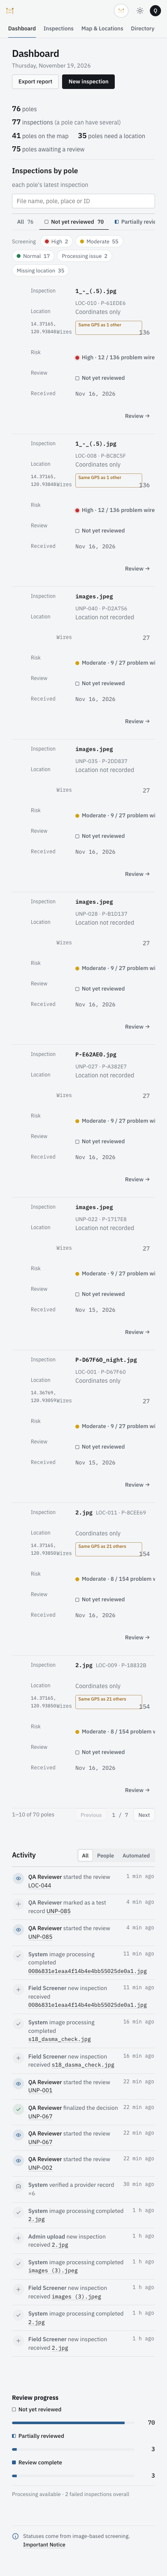 Dashboard Inspections Map & Locations Directory
Dashboard
Thursday, November 19, 2026
Export report New inspection
76 poles
77 inspections (a pole can have several)
41 poles on the map 35 poles need a location
75 poles awaiting a review
Inspections by pole
each pole's latest inspection
File name, pole, place or ID
All 76 Not yet reviewed 70 Partially revie
Screening High 2 Moderate 55
Normal 17 Processing issue 2
Missing location 35
Inspection 1_-_(.5).jpg
LOC-010 · P-61EDE6
Location Coordinates only
14.37165, Same GPS as 1 other
Wires 136
Risk High · 12 / 136 problem wire
Review Not yet reviewed
Received Nov 16, 2026
Review →
Inspection 1_-_(.5).jpg
LOC-008 · P-BCBC5F
Location Coordinates only
14.37165, Same GPS as 1 other
Wires 136
Risk High · 12 / 136 problem wire
Review Not yet reviewed
Received Nov 16, 2026
Review →
Inspection images.jpeg
UNP-040 · P-D2A756
Location Location not recorded
Wires 27
Risk Moderate · 9 / 27 problem wi
Review Not yet reviewed
Received Nov 16, 2026
Review →
Inspection images.jpeg
UNP-035 · P-2DD837
Location Location not recorded
Wires 27
Risk Moderate · 9 / 27 problem wi
Review Not yet reviewed
Received Nov 16, 2026
Review →
Inspection images.jpeg
UNP-028 · P-B1D137
Location Location not recorded
Wires 27
Risk Moderate · 9 / 27 problem wi
Review Not yet reviewed
Received Nov 16, 2026
Review →
Inspection P-E62AE0.jpg
UNP-027 · P-A382E7
Location Location not recorded
Wires 27
Risk Moderate · 9 / 27 problem wi
Review Not yet reviewed
Received Nov 16, 2026
Review →
Inspection images.jpeg
UNP-022 · P-1717E8
Location Location not recorded
Wires 27
Risk Moderate · 9 / 27 problem wi
Review Not yet reviewed
Received Nov 15, 2026
Review →
Inspection P-D67F60_night.jpg
LOC-001 · P-D67F60
Location Coordinates only
14.36769,
Wires 27
Risk Moderate · 9 / 27 problem wi
Review Not yet reviewed
Received Nov 15, 2026
Review →
Inspection 2.jpg LOC-011 · P-8CEE69
Location Coordinates only
14.37165, Same GPS as 21 others
Wires 154
Risk Moderate · 8 / 154 problem v
Review Not yet reviewed
Received Nov 16, 2026
Review →
Inspection 2.jpg LOC-009 · P-18832B
Location Coordinates only
14.37165, Same GPS as 21 others
Wires 154
Risk Moderate · 8 / 154 problem v
Review Not yet reviewed
Received Nov 16, 2026
Review →
1–10 of 70 poles Previous 1 / 7 Next
Activity All People Automated
QA Reviewer started the review 1 min ago
LOC-044
QA Reviewer marked as a test 4 min ago
record UNP-085
QA Reviewer started the review 4 min ago
UNP-085
System image processing 11 min ago
completed
0086831e1eaa4f14b4e4bb55025de0a1.jpg
Field Screener new inspection 11 min ago
received
0086831e1eaa4f14b4e4bb55025de0a1.jpg
System image processing 16 min ago
completed
s18_dasma_check.jpg
Field Screener new inspection 16 min ago
received s18_dasma_check.jpg
QA Reviewer started the review 22 min ago
UNP-001
QA Reviewer finalized the decision 22 min ago
UNP-067
QA Reviewer started the review 22 min ago
UNP-067
QA Reviewer started the review 22 min ago
UNP-002
System verified a provider record 30 min ago
×6
System image processing completed 1 h ago
2.jpg
Admin upload new inspection 1 h ago
received 2.jpg
System image processing completed 1 h ago
images (3).jpeg
Field Screener new inspection 1 h ago
received images (3).jpeg
System image processing completed 1 h ago
2.jpg
Field Screener new inspection 1 h ago
received 2.jpg
Review progress
Not yet reviewed
70
Partially reviewed
3
Review complete
3
Processing available · 2 failed inspections overall
Statuses come from image-based screening.
Important Notice